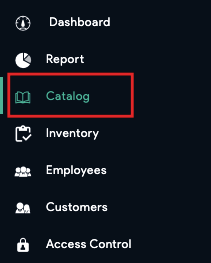 Dashboard
Report
Catalog
Inventory
Employees
Customers
Access Control